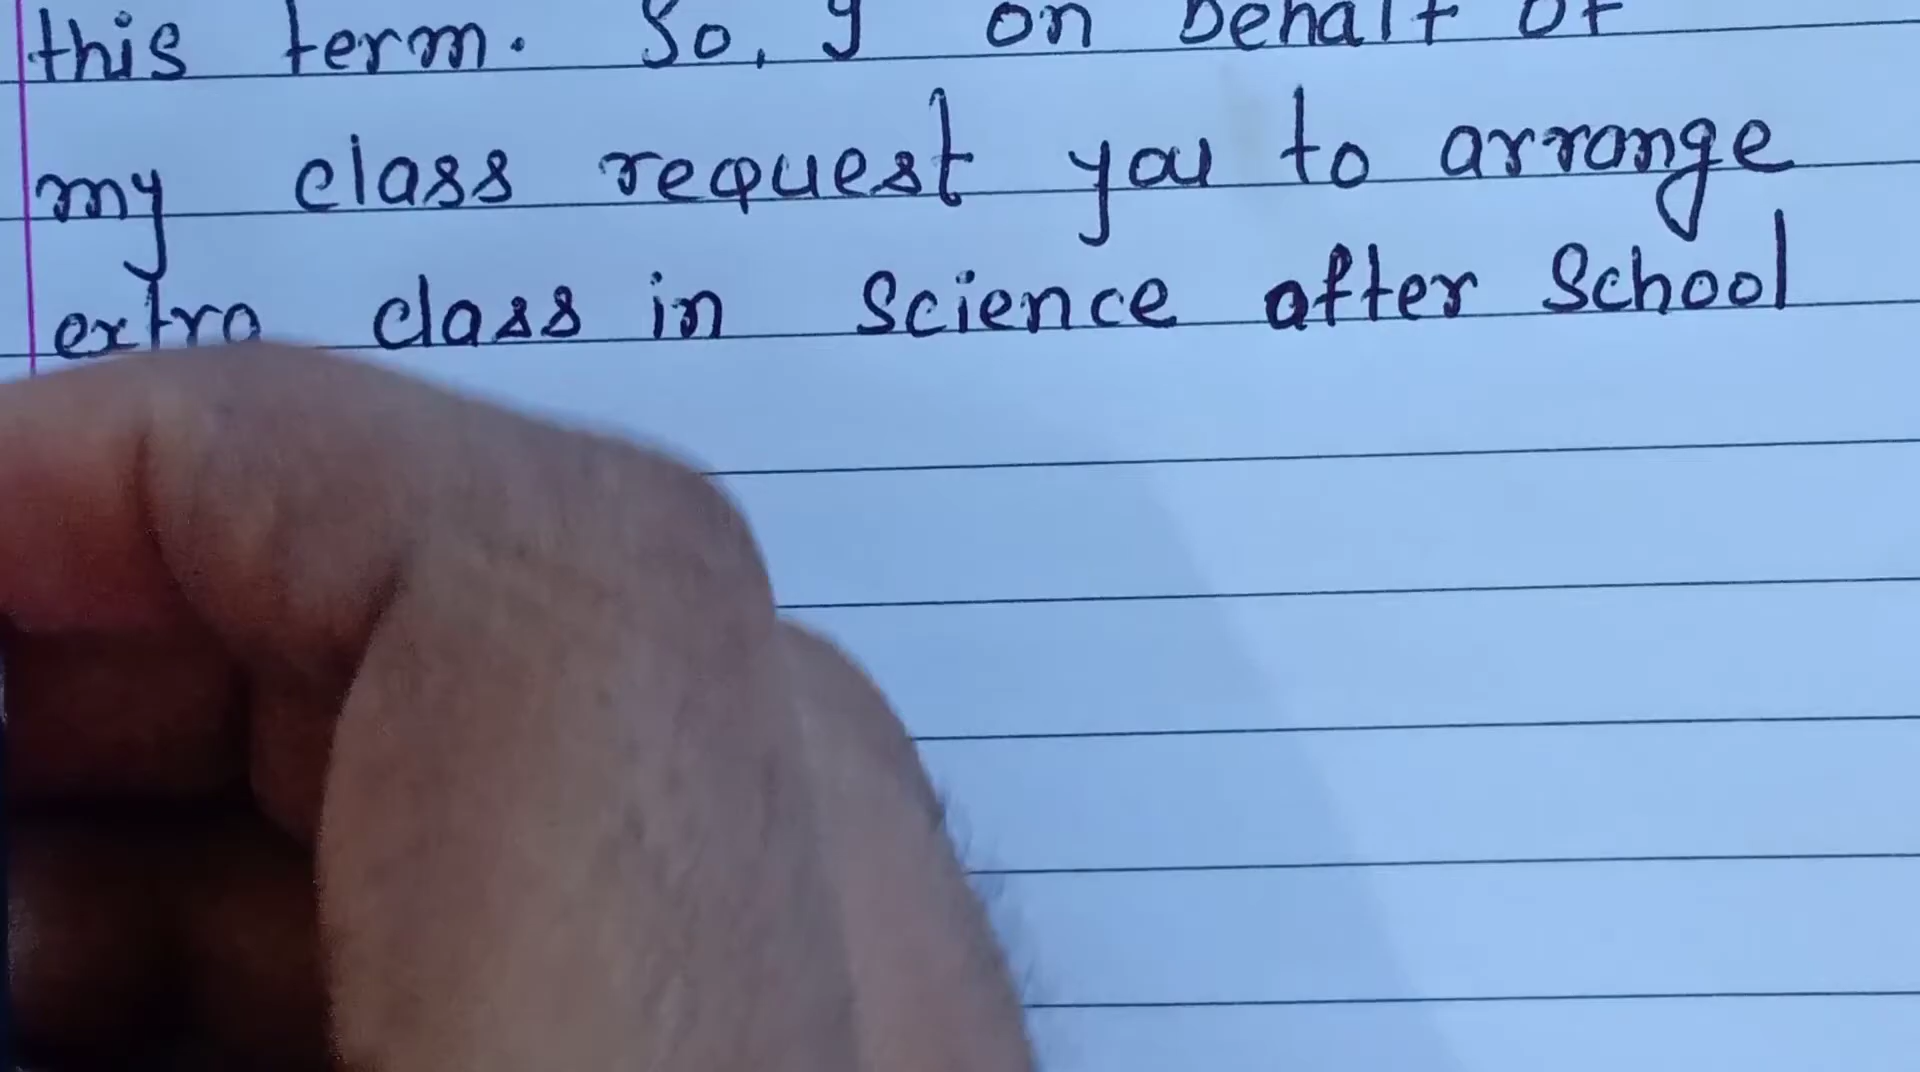 this term. So, I on behalf of
my class request you to arrange
extra class in Science after School